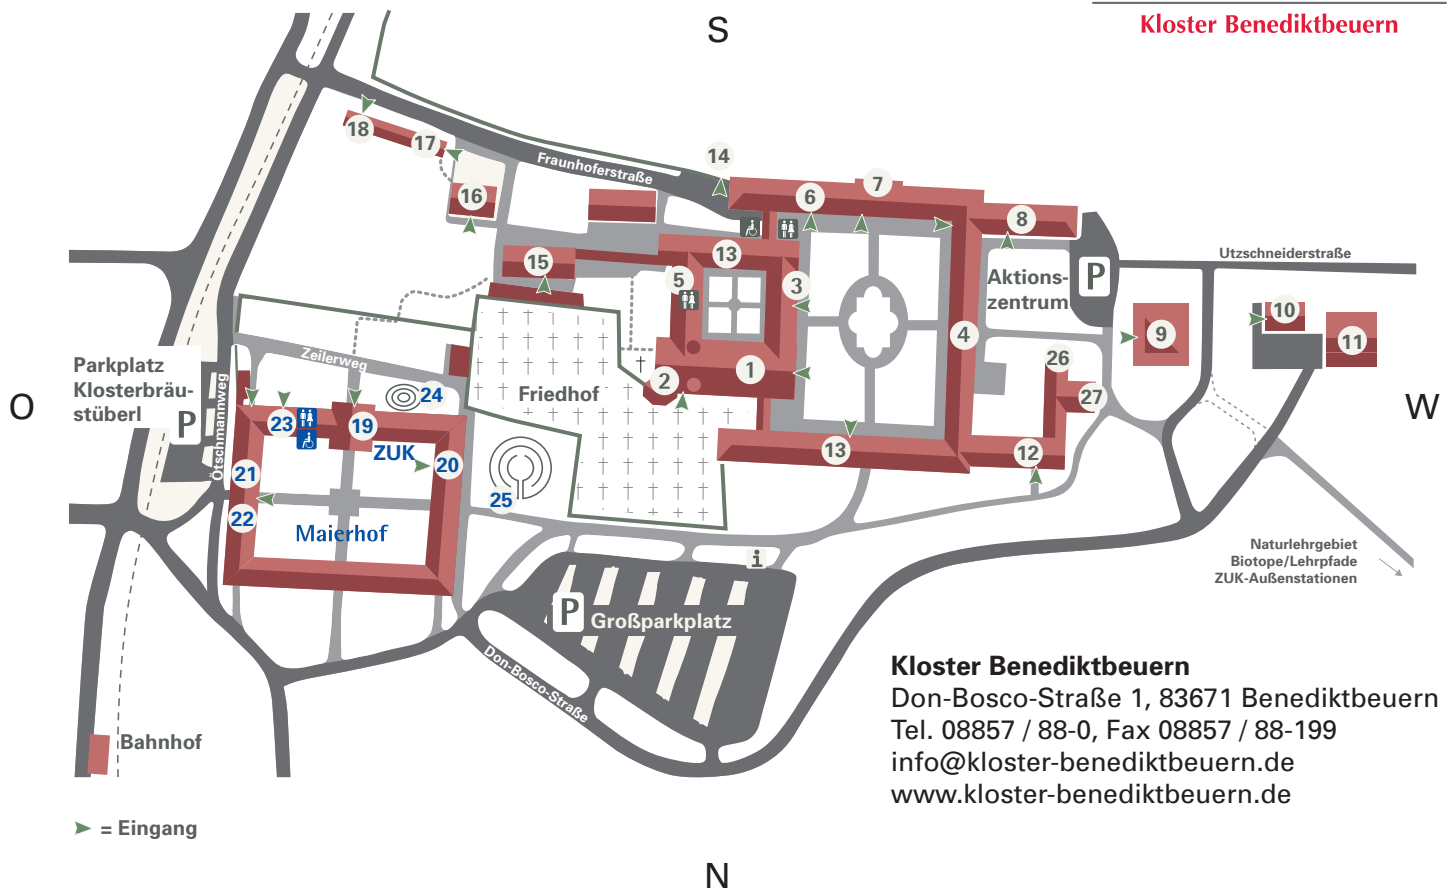 Kloster Benediktbeuern
S
18
17
14
Fraunhoferstraße
16
6
7
8
15
13
5
3
Aktions-
zentrum
P
Utzschneiderstraße
10
9
11
4
Parkplatz
Klosterbräu-
stüberl
P
Zeilerweg
Ötschmannweg
2
1
26
27
Friedhof
O
W
24
23
19
ZUK
20
21
22
25
13
12
Maierhof
i
Naturlehrgebiet
Biotope/Lehrpfade
ZUK-Außenstationen
P
Großparkplatz
Don-Bosco-Straße
Bahnhof
Kloster Benediktbeuern
Don-Bosco-Straße 1, 83671 Benediktbeuern
Tel. 08857 / 88-0, Fax 08857 / 88-199
info@kloster-benediktbeuern.de
www.kloster-benediktbeuern.de
= Eingang
N